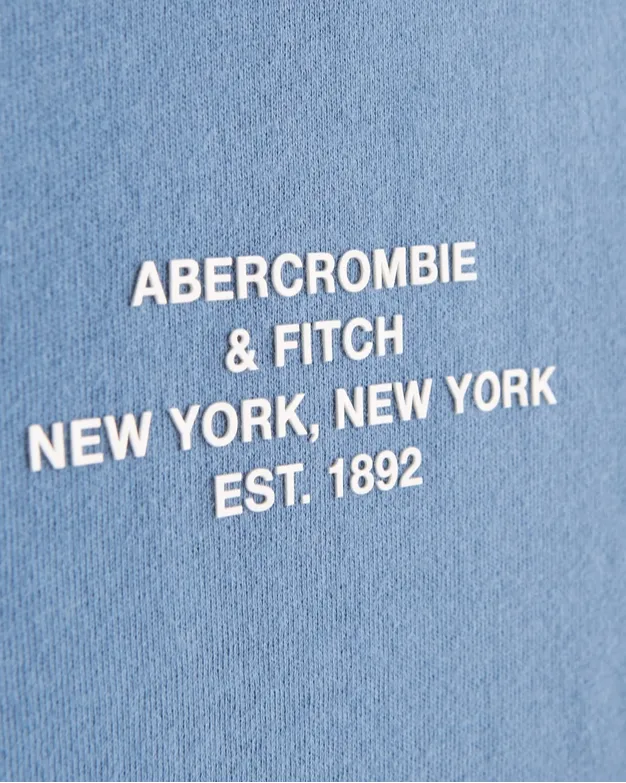 ABERCROMBIE
& FITCH
NEW YORK, NEW YORK
EST. 1892